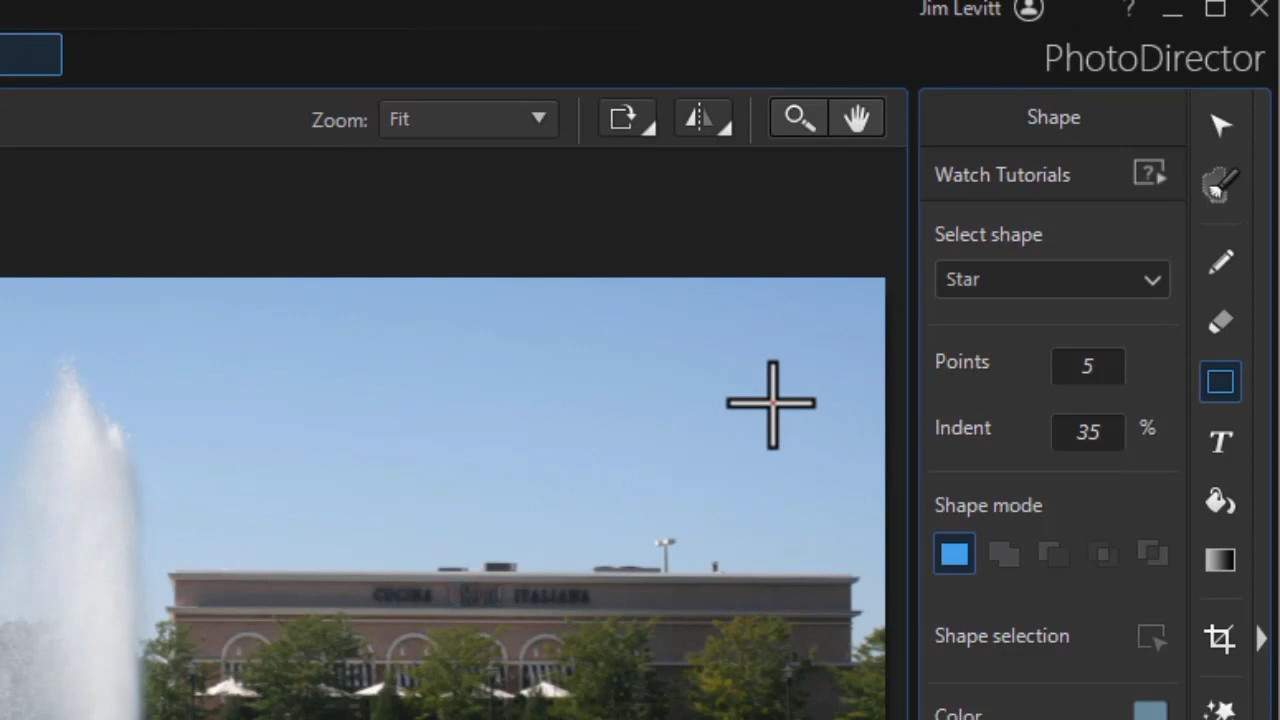 Jim Levitt
?
PhotoDirector
Zoom: Fit
Shape
Watch Tutorials
?
Select shape
Star
Points 5
Indent 35 %
T
Shape mode
CUCINA ITALIANA
Shape selection
Color